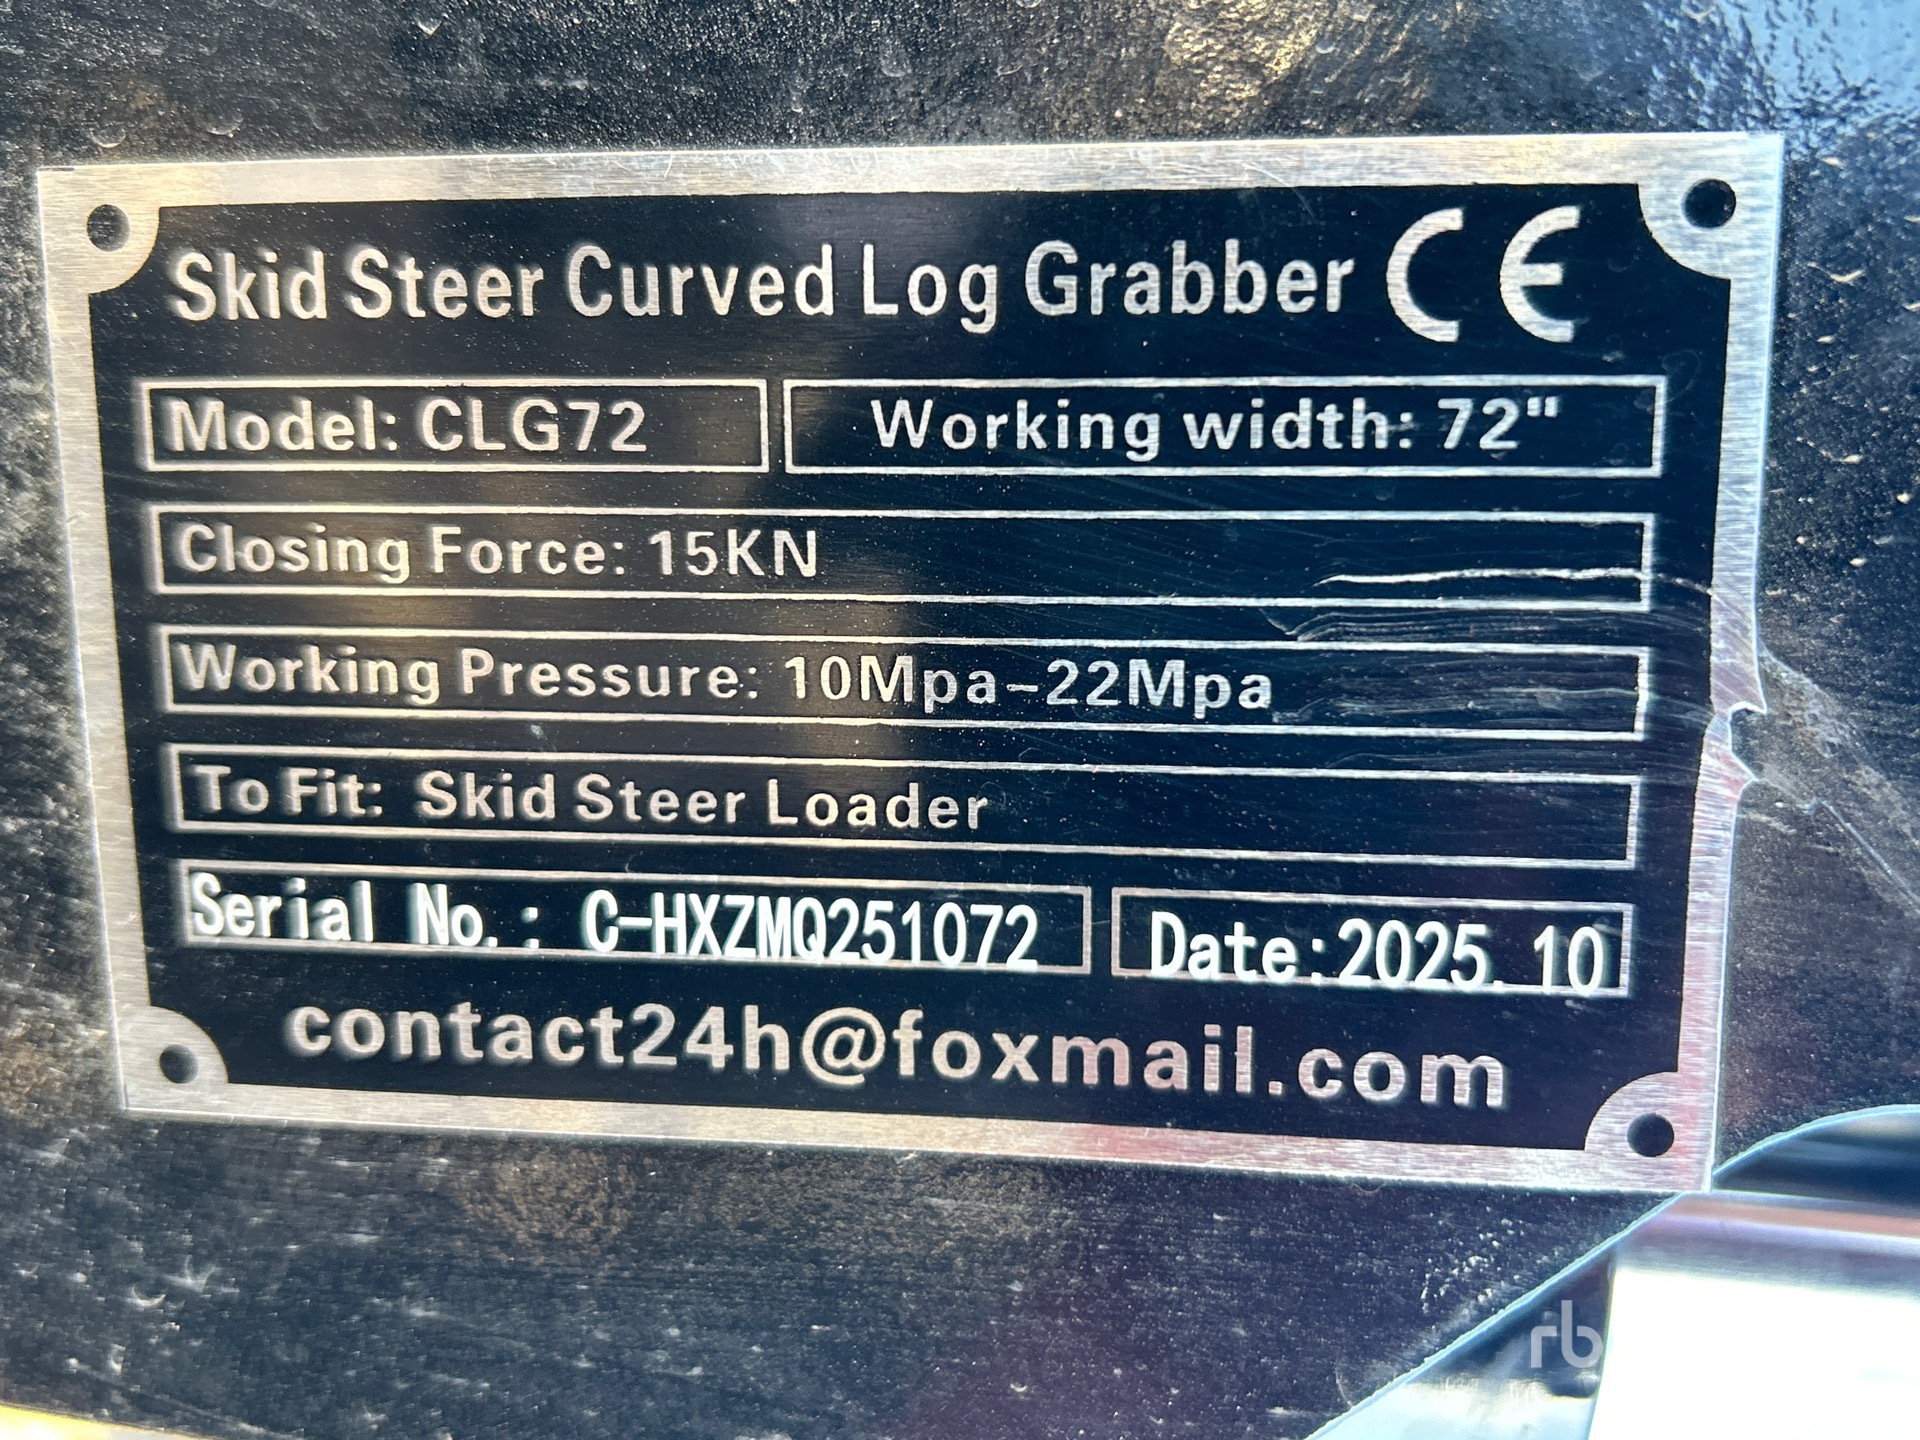 Skid Steer Curved Log Grabber CE
Model: CLG72
Working width: 72"
Closing Force: 15KN
Working Pressure: 10Mpa-22Mpa
To Fit: Skid Steer Loader
Serial No.: C-HXZMQ251072
Date:2025.10
contact24h@foxmail.com
rb